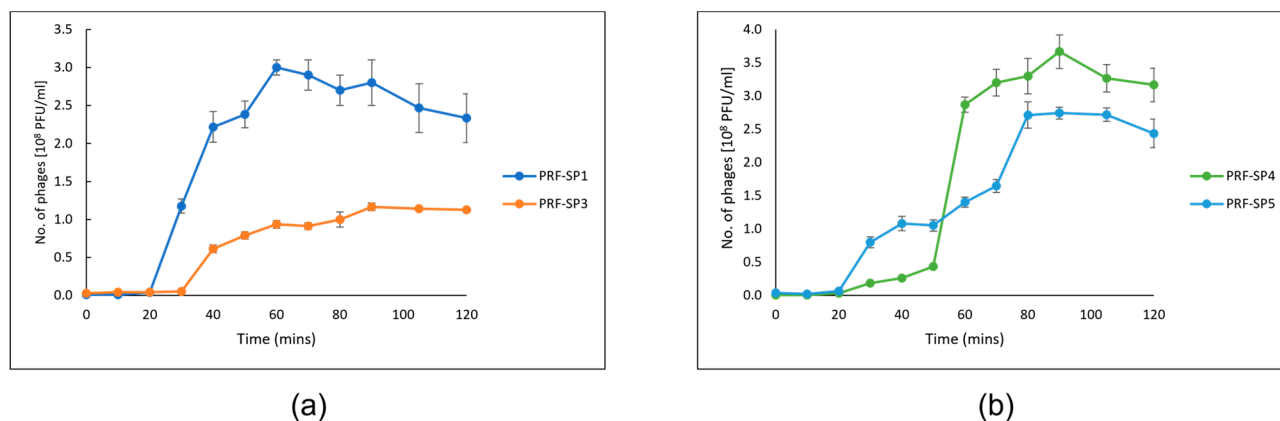 No. of phages [10⁸ PFU/ml]
3.5
3.0
2.5
2.0
1.5
1.0
0.5
0.0
0 20 40 60 80 100 120
Time (mins)
PRF-SP1
PRF-SP3
(a)
No. of phages [10⁸ PFU/ml]
4.0
3.5
3.0
2.5
2.0
1.5
1.0
0.5
0.0
0 20 40 60 80 100 120
Time (mins)
PRF-SP4
PRF-SP5
(b)